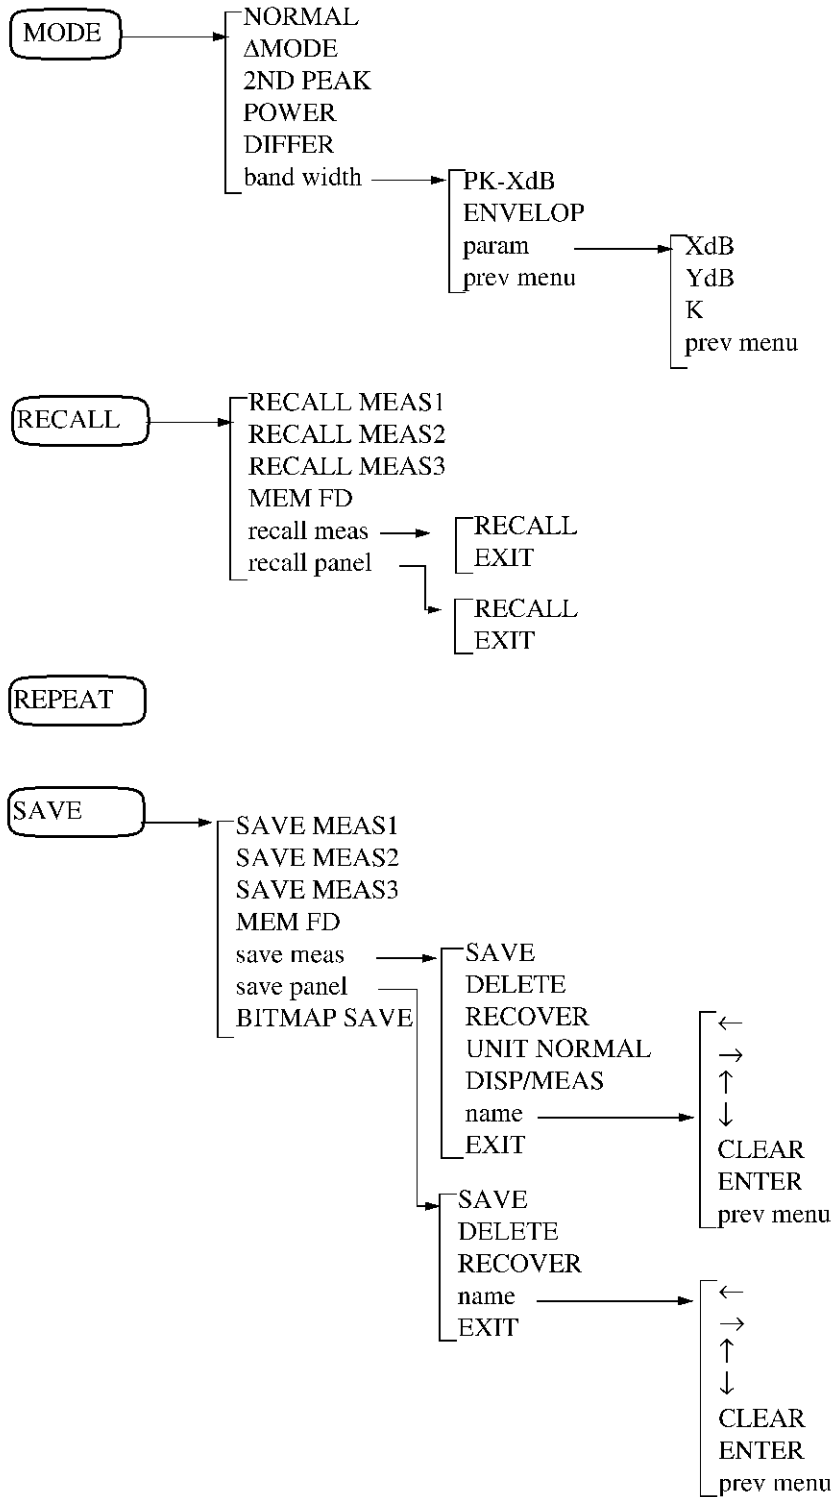 MODE
NORMAL
ΔMODE
2ND PEAK
POWER
DIFFER
band width
PK-XdB
ENVELOP
param
prev menu
XdB
YdB
K
prev menu
RECALL
RECALL MEAS1
RECALL MEAS2
RECALL MEAS3
MEM FD
recall meas
recall panel
RECALL
EXIT
RECALL
EXIT
REPEAT
SAVE
SAVE MEAS1
SAVE MEAS2
SAVE MEAS3
MEM FD
save meas
save panel
BITMAP SAVE
SAVE
DELETE
RECOVER
UNIT NORMAL
DISP/MEAS
name
EXIT
←
→
↑
↓
CLEAR
ENTER
prev menu
SAVE
DELETE
RECOVER
name
EXIT
←
→
↑
↓
CLEAR
ENTER
prev menu